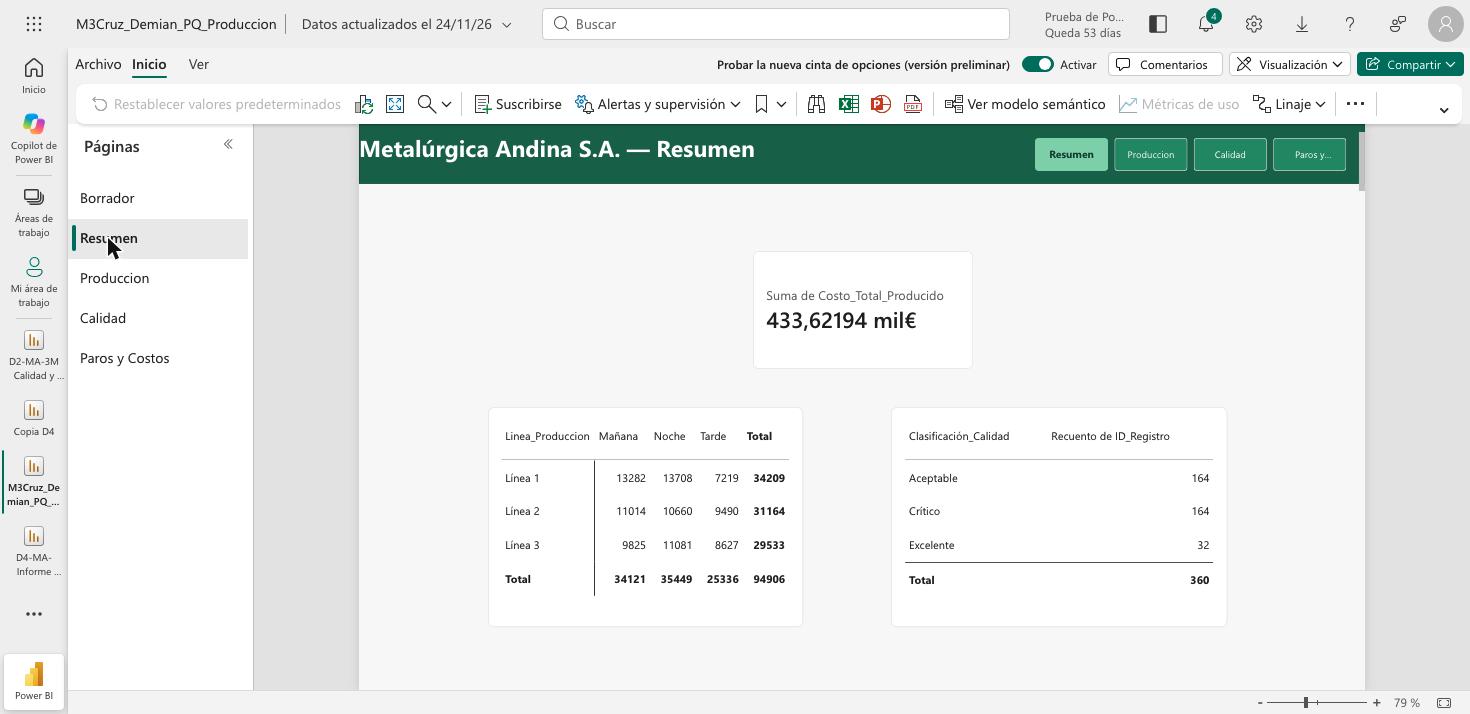 M3Cruz_Demian_PQ_Produccion
Datos actualizados el 24/11/26
Buscar
Prueba de Po...
Queda 53 días
4
Archivo
Inicio
Ver
Probar la nueva cinta de opciones (versión preliminar)
Activar
Comentarios
Visualización
Compartir
Restablecer valores predeterminados
Suscribirse
Alertas y supervisión
Ver modelo semántico
Métricas de uso
Linaje
Inicio
Copilot de
Power BI
Áreas de
trabajo
Mi área de
trabajo
D2-MA-3M
Calidad y ...
Copia D4
M3Cruz_De
mian_PQ_...
D4-MA-
Informe ...
Power BI
Páginas
Borrador
Resumen
Produccion
Calidad
Paros y Costos
Metalúrgica Andina S.A. — Resumen
Resumen
Produccion
Calidad
Paros y...
Suma de Costo_Total_Producido
433,62194 mil€
Linea_Produccion Mañana Noche Tarde Total
Línea 1 13282 13708 7219 34209
Línea 2 11014 10660 9490 31164
Línea 3 9825 11081 8627 29533
Total 34121 35449 25336 94906
Clasificación_Calidad Recuento de ID_Registro
Aceptable 164
Crítico 164
Excelente 32
Total 360
- + 79 %